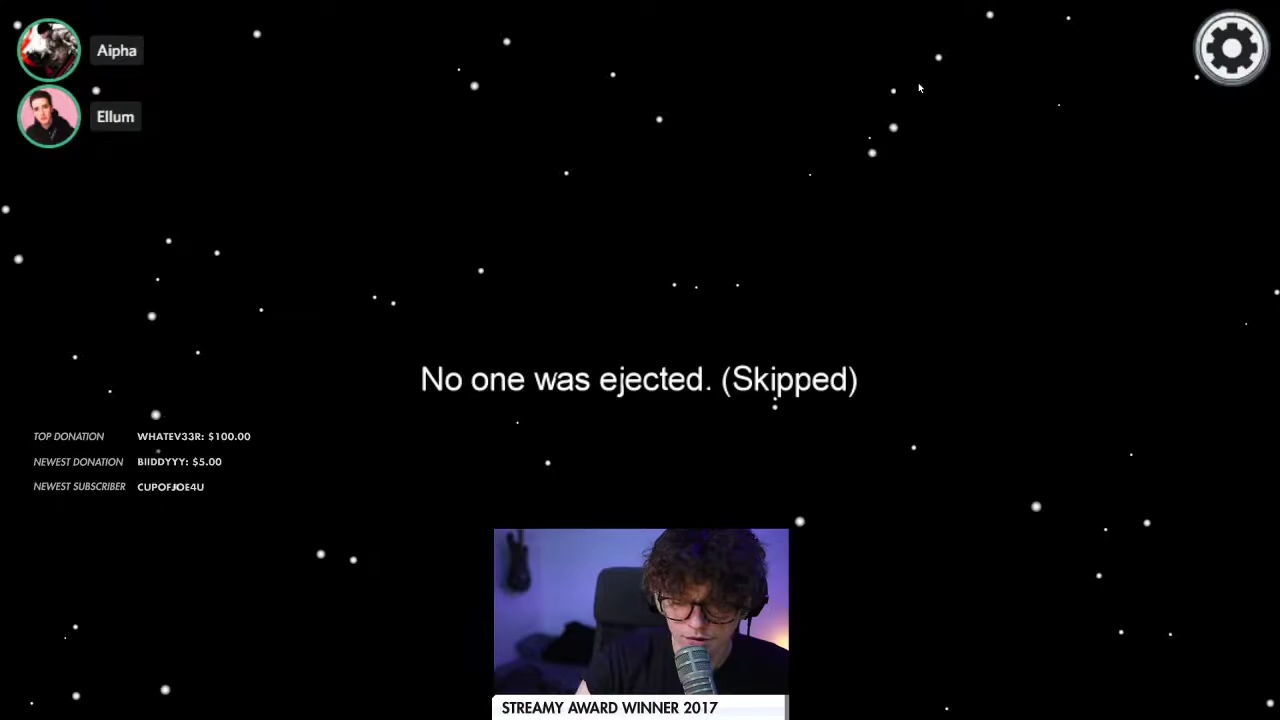 Aipha
Ellum
No one was ejected. (Skipped)
TOP DONATION WHATEV33R: $100.00
NEWEST DONATION BIIDDYYY: $5.00
NEWEST SUBSCRIBER CUPOFJOE4U
STREAMY AWARD WINNER 2017